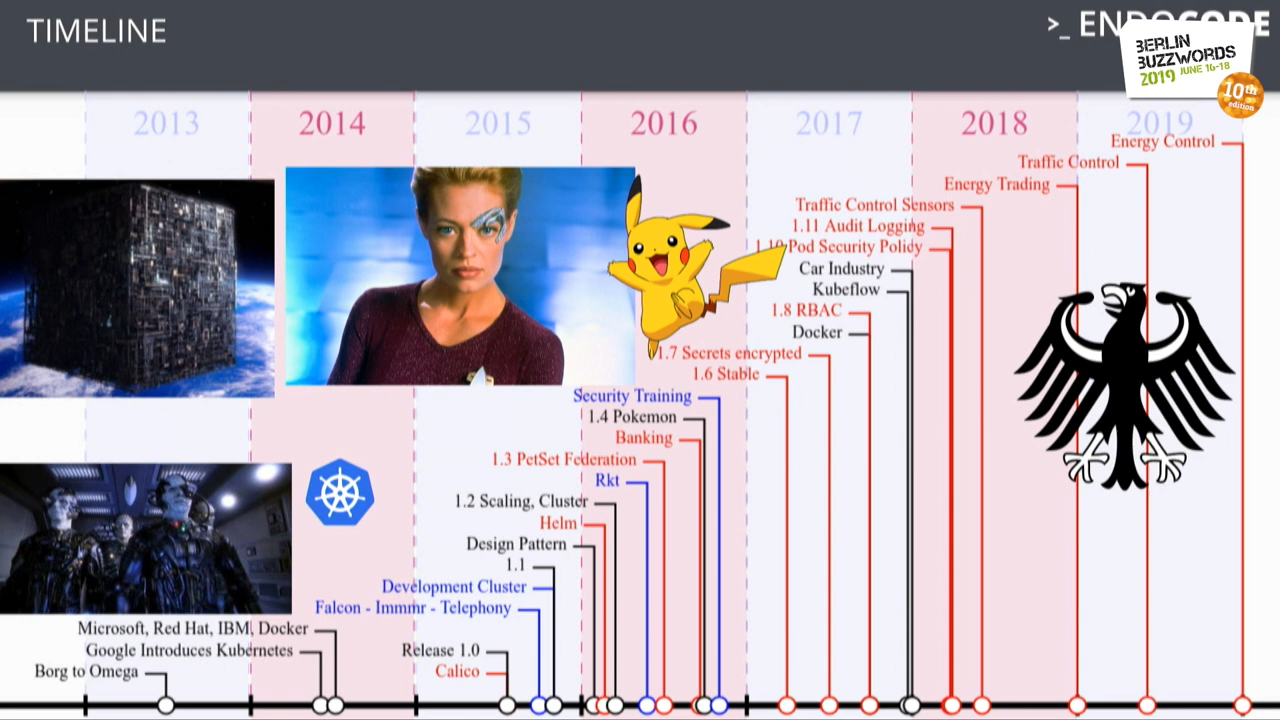 TIMELINE
>_ ENDOCODE
BERLIN
BUZZWORDS
2019 JUNE 16-18
10th
edition
2013
2014
2015
2016
2017
2018
2019
Energy Control
Traffic Control
Energy Trading
Traffic Control Sensors
1.11 Audit Logging
1.10 Pod Security Policy
Car Industry
Kubeflow
1.8 RBAC
Docker
1.7 Secrets encrypted
1.6 Stable
Security Training
1.4 Pokemon
Banking
1.3 PetSet Federation
Rkt
1.2 Scaling, Cluster
Helm
Design Pattern
1.1
Development Cluster
Falcon - Immmr - Telephony
Microsoft, Red Hat, IBM, Docker
Google Introduces Kubernetes
Release 1.0
Borg to Omega
Calico